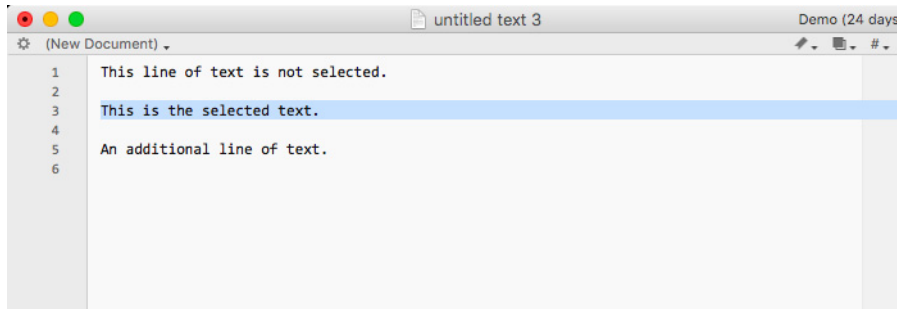 untitled text 3
Demo (24 days
(New Document)
#
1 This line of text is not selected.
2
3 This is the selected text.
4
5 An additional line of text.
6